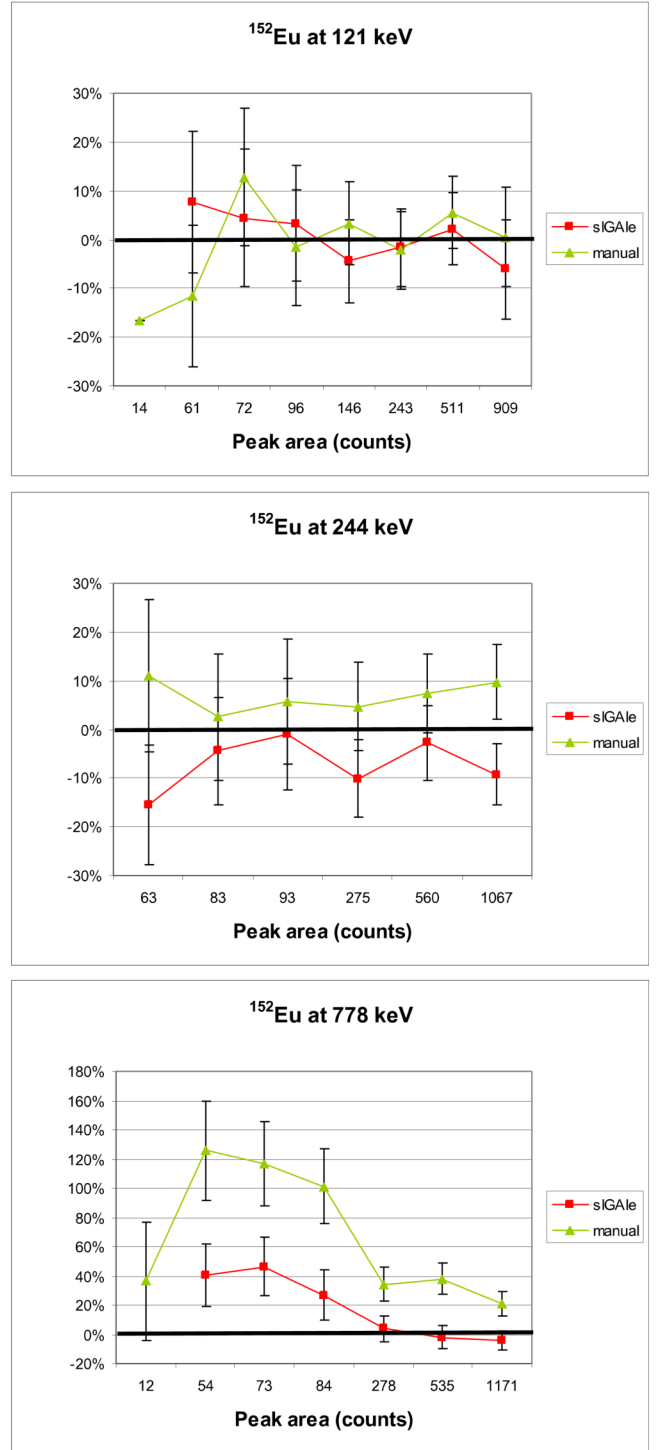 152Eu at 121 keV
30%
20%
10%
0%
-10%
-20%
-30%
14 61 72 96 146 243 511 909
Peak area (counts)
sIGAle
manual
152Eu at 244 keV
30%
20%
10%
0%
-10%
-20%
-30%
63 83 93 275 560 1067
Peak area (counts)
sIGAle
manual
152Eu at 778 keV
180%
160%
140%
120%
100%
80%
60%
40%
20%
0%
-20%
12 54 73 84 278 535 1171
Peak area (counts)
sIGAle
manual